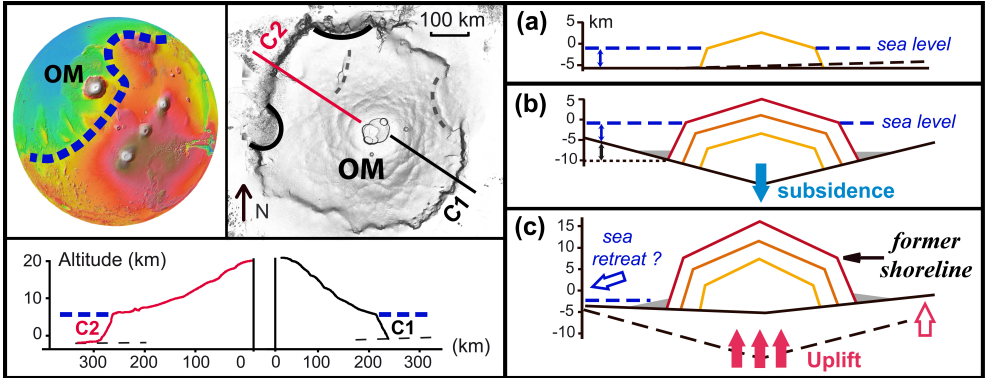 OM
100 km
C2
OM
C1
N
Altitude (km)
20
10
0
C2
C1
300
200
100
0
0
100
200
300
(km)
(a)
km
5
0
-5
sea level
(b)
5
0
-5
-10
sea level
subsidence
(c)
15
10
5
0
-5
-10
sea
retreat ?
former
shoreline
Uplift